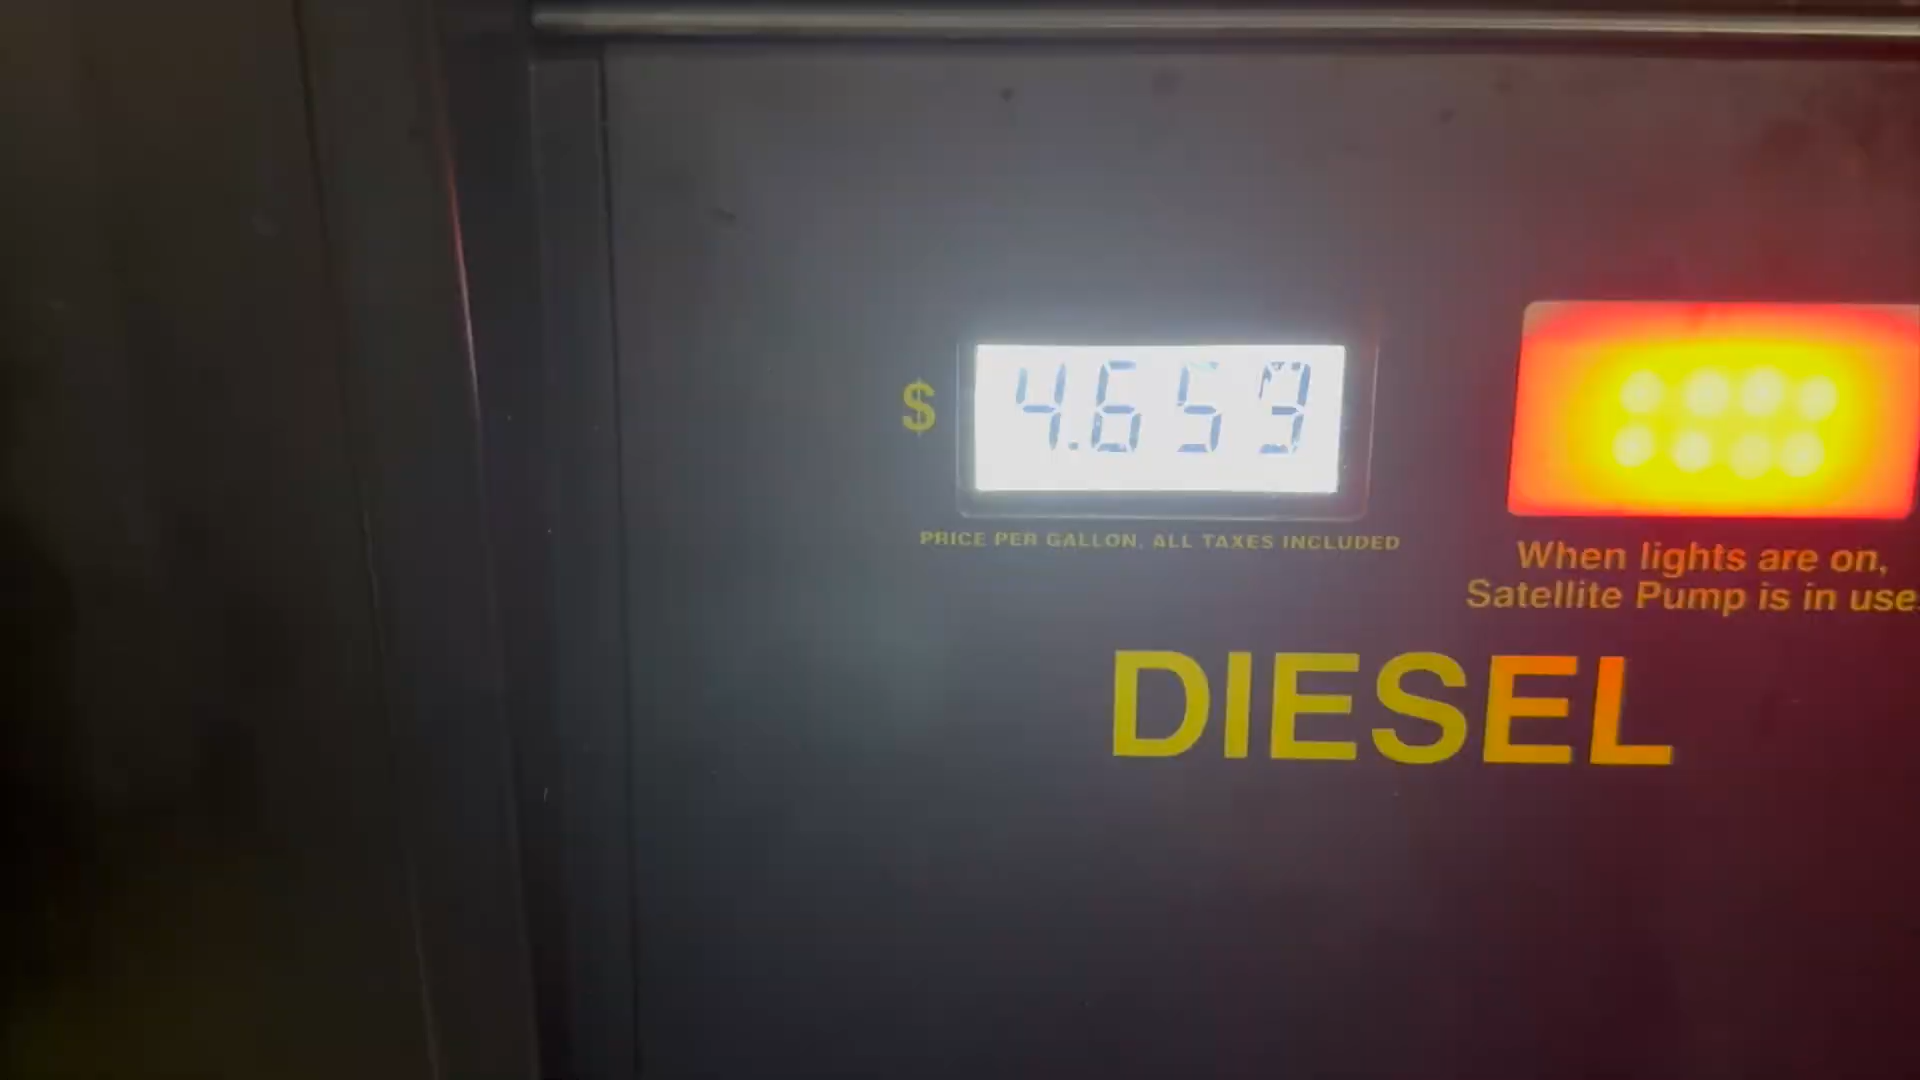 $ 4.659
PRICE PER GALLON, ALL TAXES INCLUDED
When lights are on,
Satellite Pump is in use
DIESEL